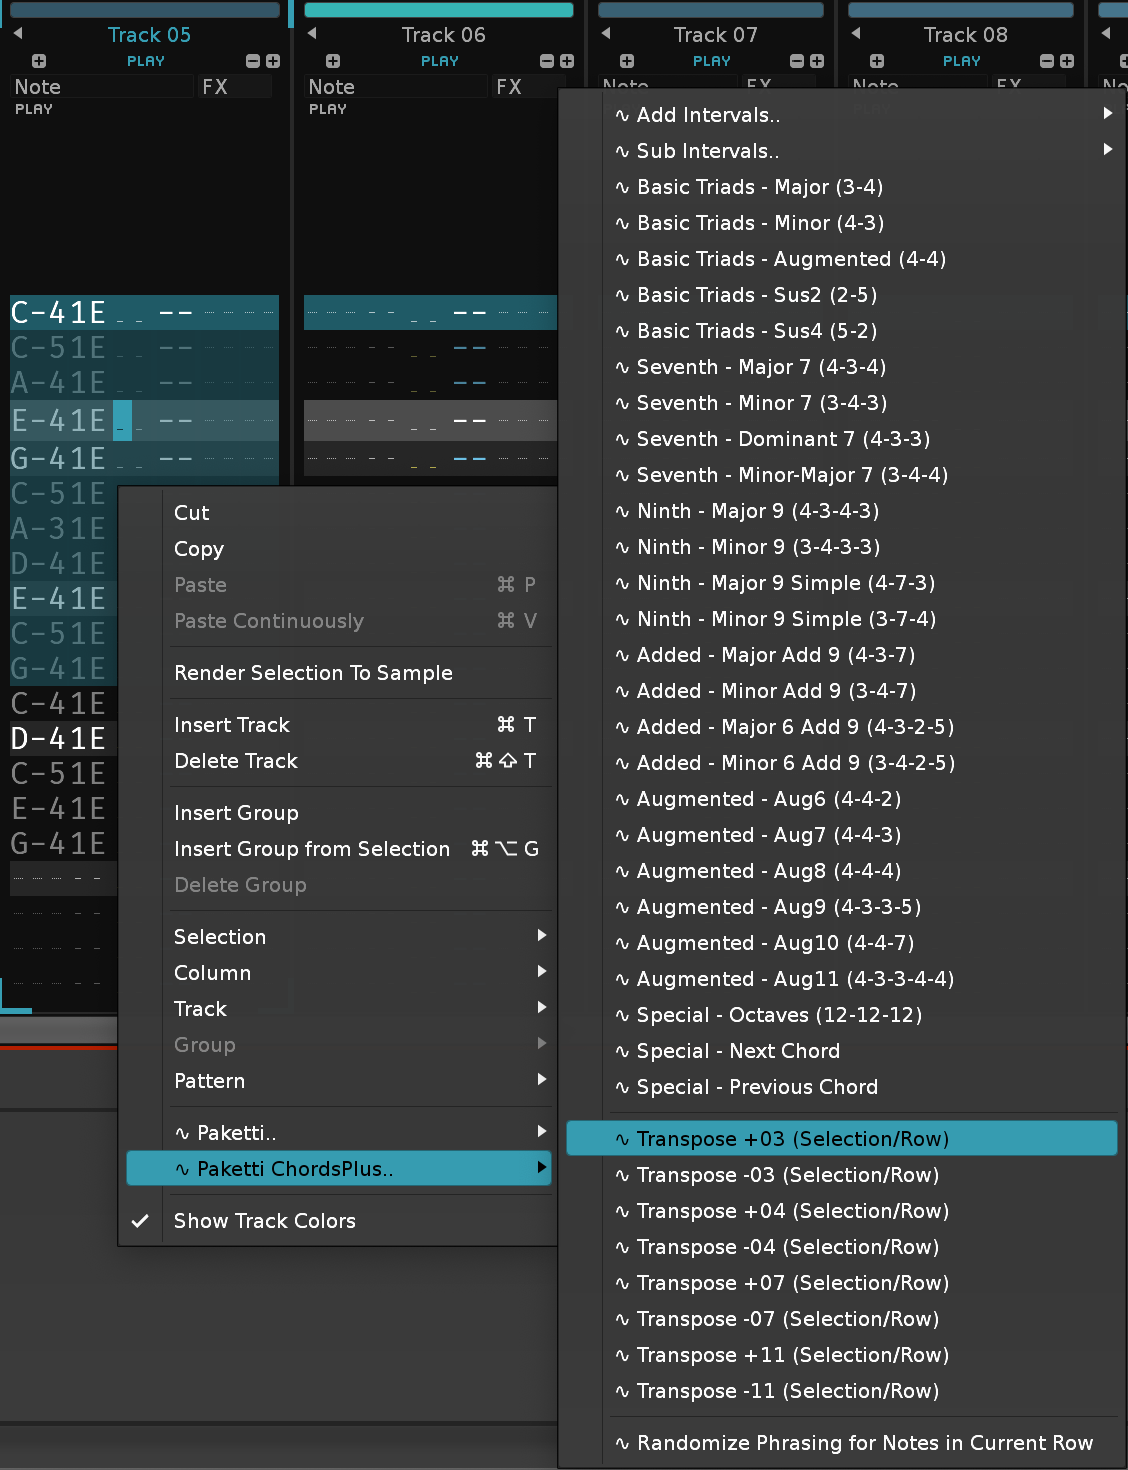 Track 05
Track 06
Track 07
Track 08
PLAY
PLAY
PLAY
PLAY
Note FX
Note FX
Note FX
Note
PLAY
PLAY
C-41E
C-51E
A-41E
E-41E
G-41E
C-51E
A-31E
D-41E
E-41E
C-51E
G-41E
C-41E
D-41E
C-51E
E-41E
G-41E
Cut
Copy
Paste ⌘ P
Paste Continuously ⌘ V
Render Selection To Sample
Insert Track ⌘ T
Delete Track ⌘⇧T
Insert Group
Insert Group from Selection ⌘⌥G
Delete Group
Selection
Column
Track
Group
Pattern
∿ Paketti..
∿ Paketti ChordsPlus..
✓ Show Track Colors
∿ Add Intervals..
∿ Sub Intervals..
∿ Basic Triads - Major (3-4)
∿ Basic Triads - Minor (4-3)
∿ Basic Triads - Augmented (4-4)
∿ Basic Triads - Sus2 (2-5)
∿ Basic Triads - Sus4 (5-2)
∿ Seventh - Major 7 (4-3-4)
∿ Seventh - Minor 7 (3-4-3)
∿ Seventh - Dominant 7 (4-3-3)
∿ Seventh - Minor-Major 7 (3-4-4)
∿ Ninth - Major 9 (4-3-4-3)
∿ Ninth - Minor 9 (3-4-3-3)
∿ Ninth - Major 9 Simple (4-7-3)
∿ Ninth - Minor 9 Simple (3-7-4)
∿ Added - Major Add 9 (4-3-7)
∿ Added - Minor Add 9 (3-4-7)
∿ Added - Major 6 Add 9 (4-3-2-5)
∿ Added - Minor 6 Add 9 (3-4-2-5)
∿ Augmented - Aug6 (4-4-2)
∿ Augmented - Aug7 (4-4-3)
∿ Augmented - Aug8 (4-4-4)
∿ Augmented - Aug9 (4-3-3-5)
∿ Augmented - Aug10 (4-4-7)
∿ Augmented - Aug11 (4-3-3-4-4)
∿ Special - Octaves (12-12-12)
∿ Special - Next Chord
∿ Special - Previous Chord
∿ Transpose +03 (Selection/Row)
∿ Transpose -03 (Selection/Row)
∿ Transpose +04 (Selection/Row)
∿ Transpose -04 (Selection/Row)
∿ Transpose +07 (Selection/Row)
∿ Transpose -07 (Selection/Row)
∿ Transpose +11 (Selection/Row)
∿ Transpose -11 (Selection/Row)
∿ Randomize Phrasing for Notes in Current Row